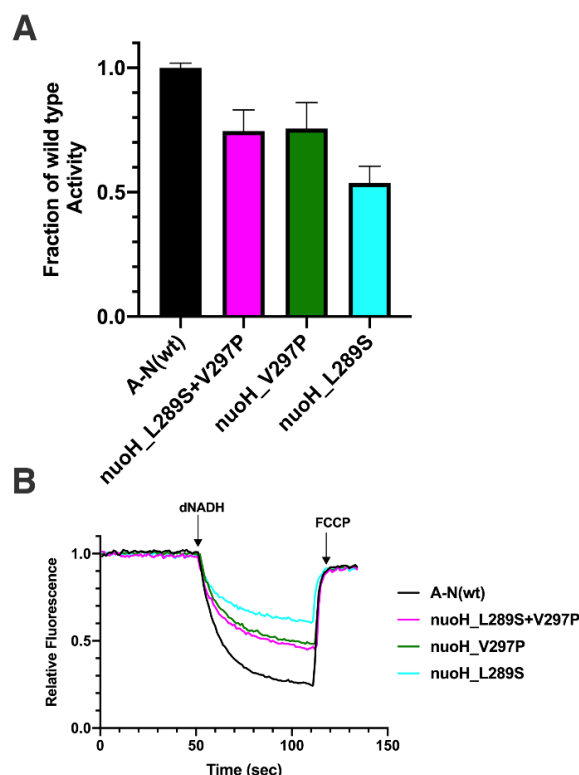 A
Fraction of wild type
Activity
1.0
0.5
0.0
A-N(wt)
nuoH_L289S+V297P
nuoH_V297P
nuoH_L289S
B
dNADH
FCCP
Relative Fluorescence
1.0
0.5
0.0
0
50
100
150
Time (sec)
A-N(wt)
nuoH_L289S+V297P
nuoH_V297P
nuoH_L289S